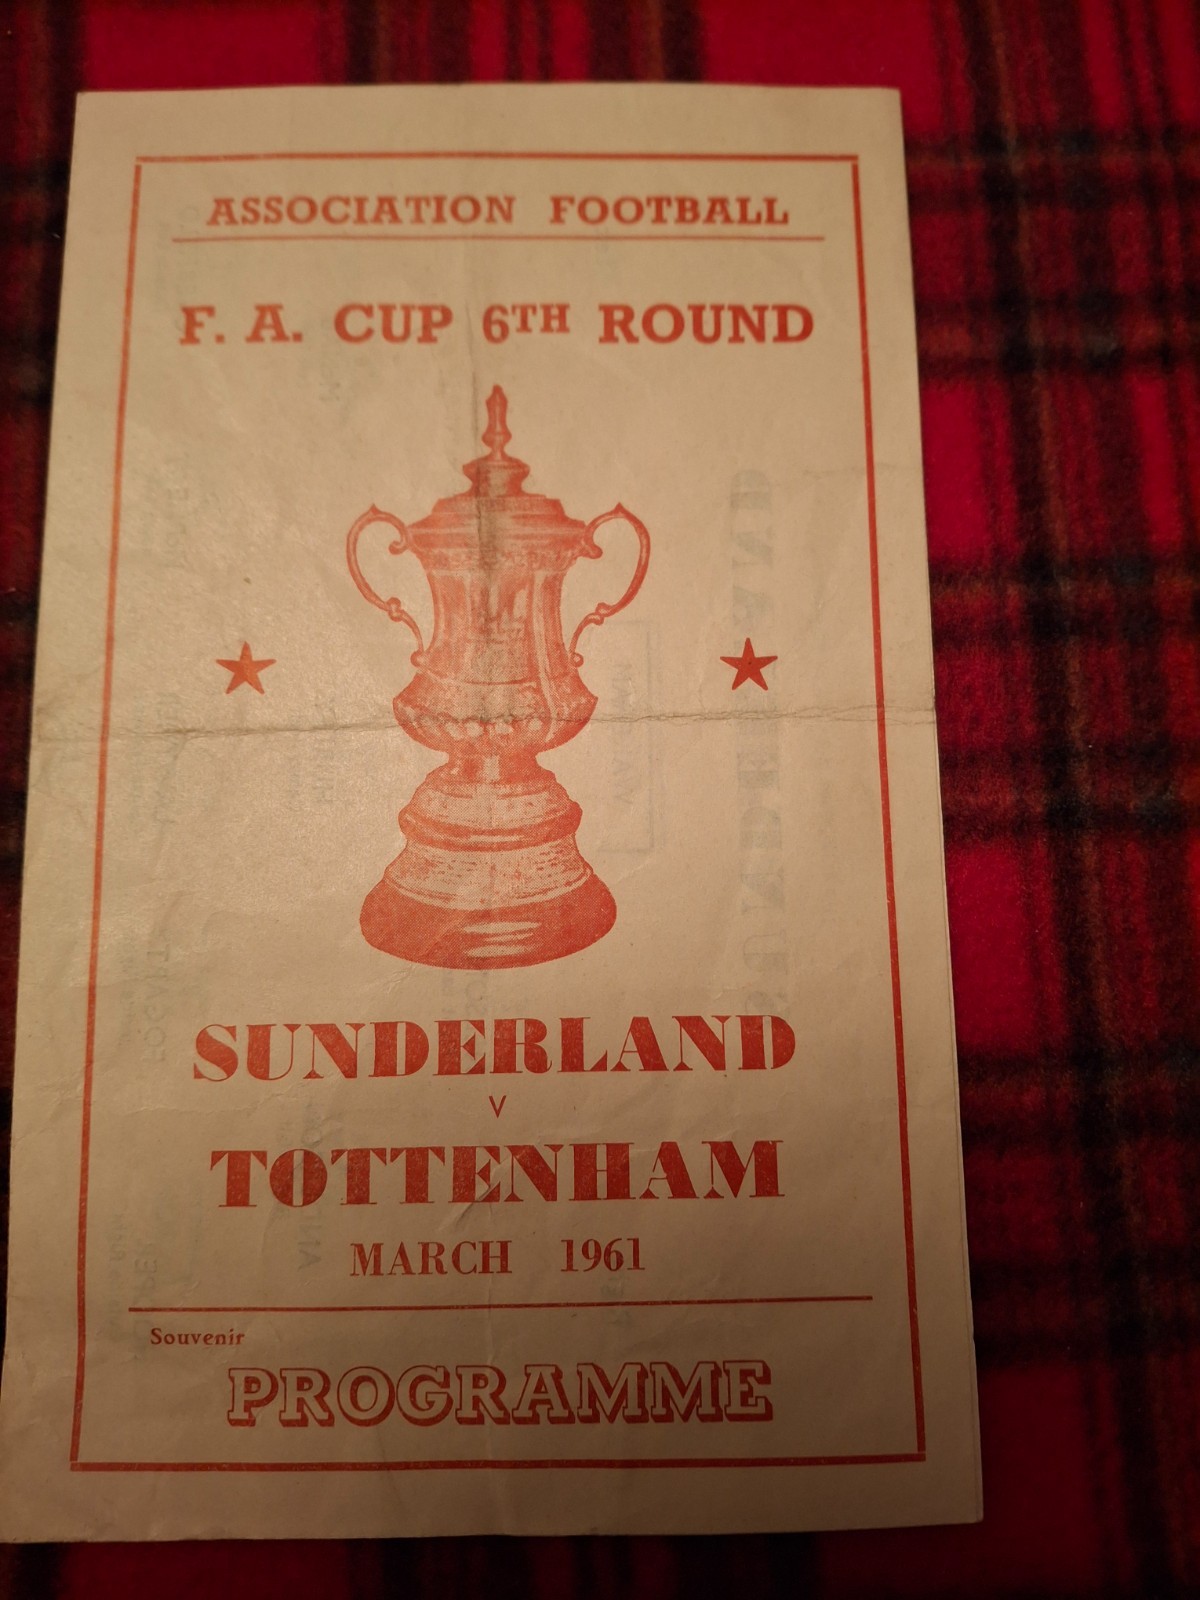 ASSOCIATION FOOTBALL
F. A. CUP 6TH ROUND
SUNDERLAND
V
TOTTENHAM
MARCH 1961
Souvenir
PROGRAMME